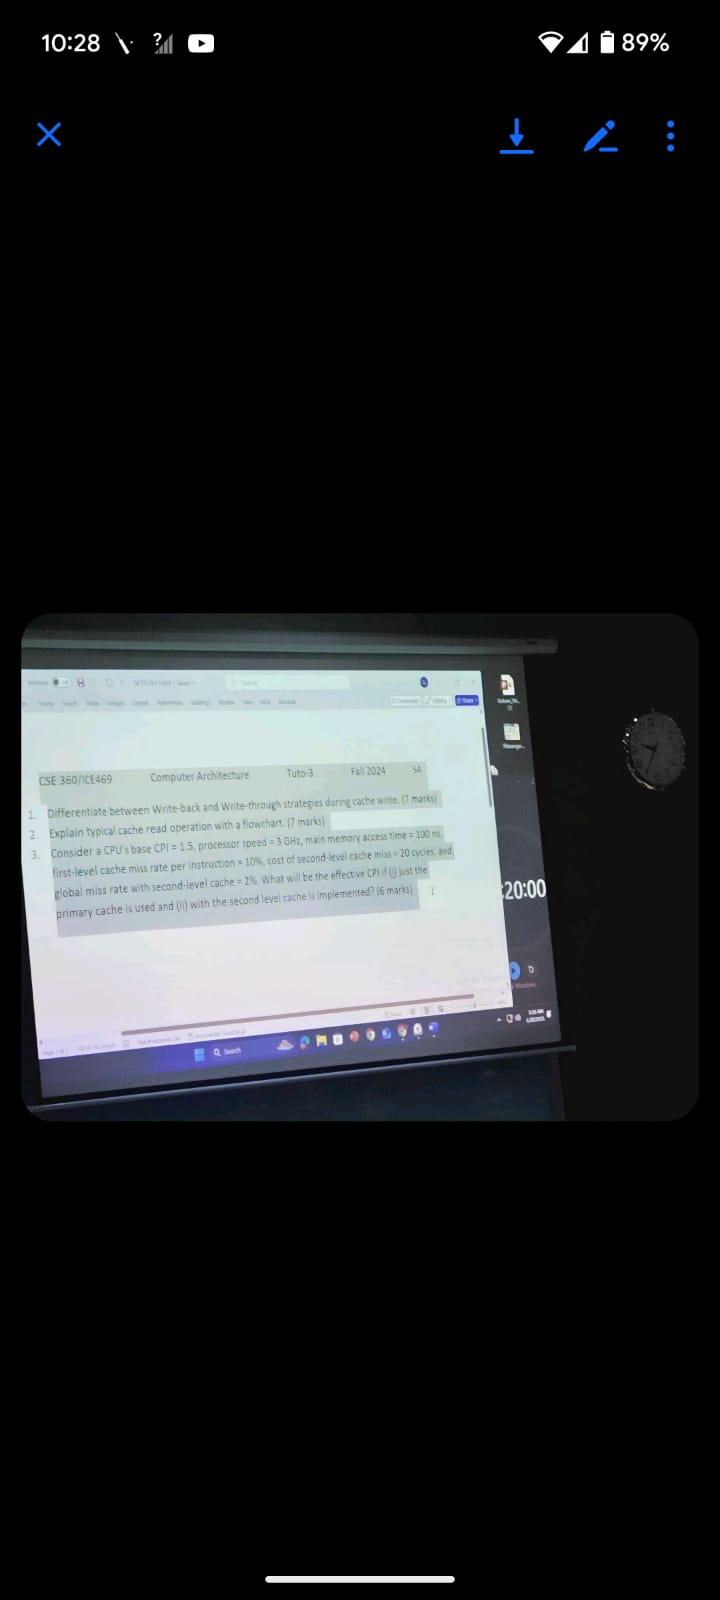 10:28
89%
Search
Comments
Editing
Share
CSE 360/ICE469 Computer Architecture Tuto-3 Fall 2024 S4
1. Differentiate between Write-back and Write-through strategies during cache write. (7 marks)
2. Explain typical cache read operation with a flowchart. (7 marks)
3. Consider a CPU's base CPI = 1.5, processor speed = 3 GHz, main memory access time = 100 ns,
first-level cache miss rate per instruction = 10%, cost of second-level cache miss = 20 cycles, and
global miss rate with second-level cache = 2%. What will be the effective CPI if (i) just the
primary cache is used and (ii) with the second level cache is implemented? (6 marks)
:20:00
Search